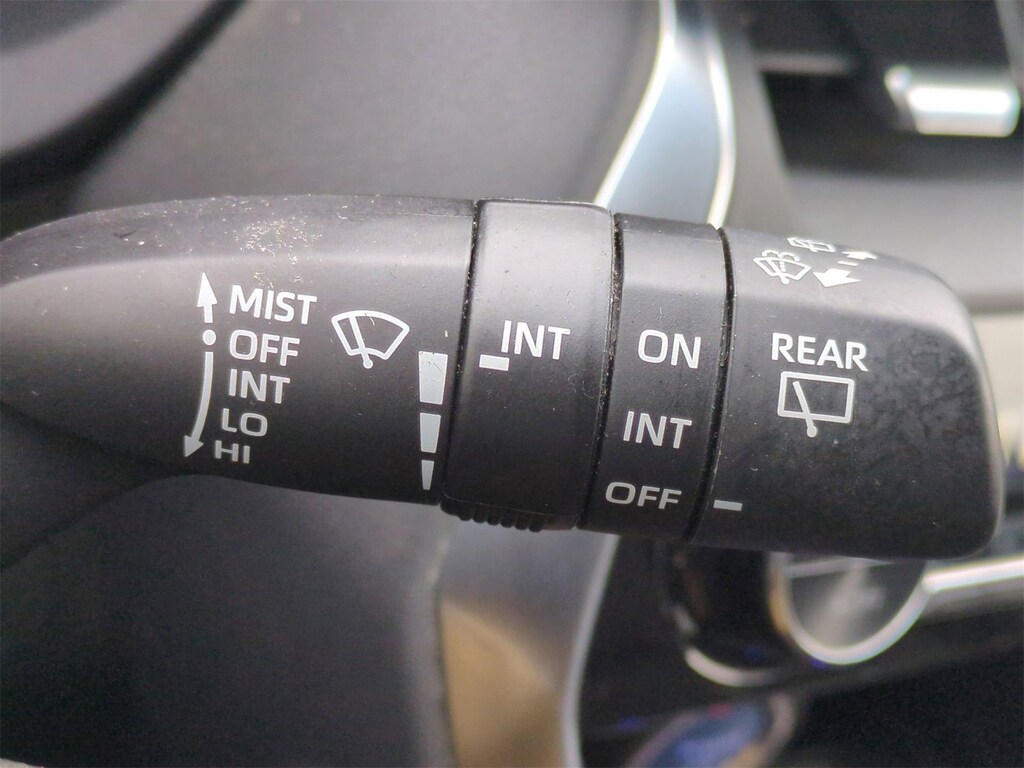 MIST
OFF
INT
LO
HI
INT
ON
INT
OFF
REAR